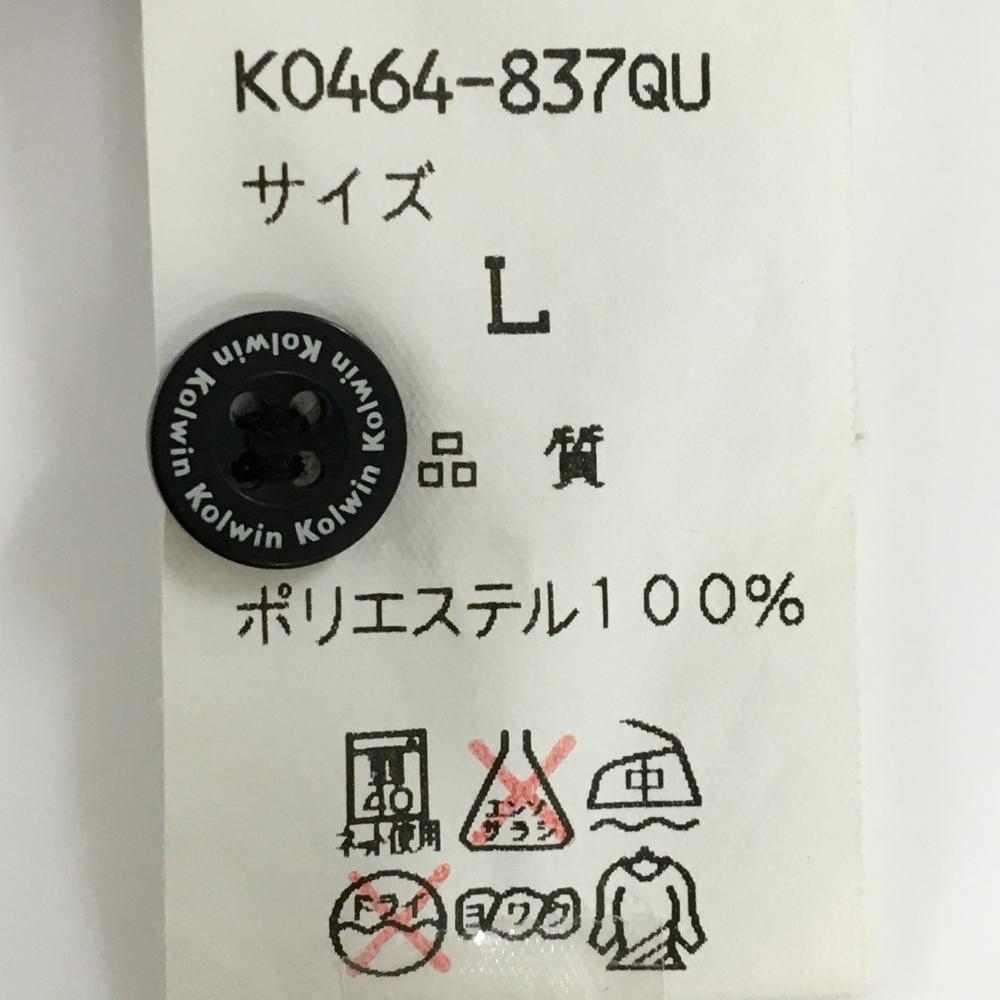 K0464-837QU
サイズ
L
Kolwin Kolwin Kolwin Kolwin Kolwin
品 質
ポリエステル100%
40
ネット使用
エンソ
サラシ
中
ドライ
ヨワク